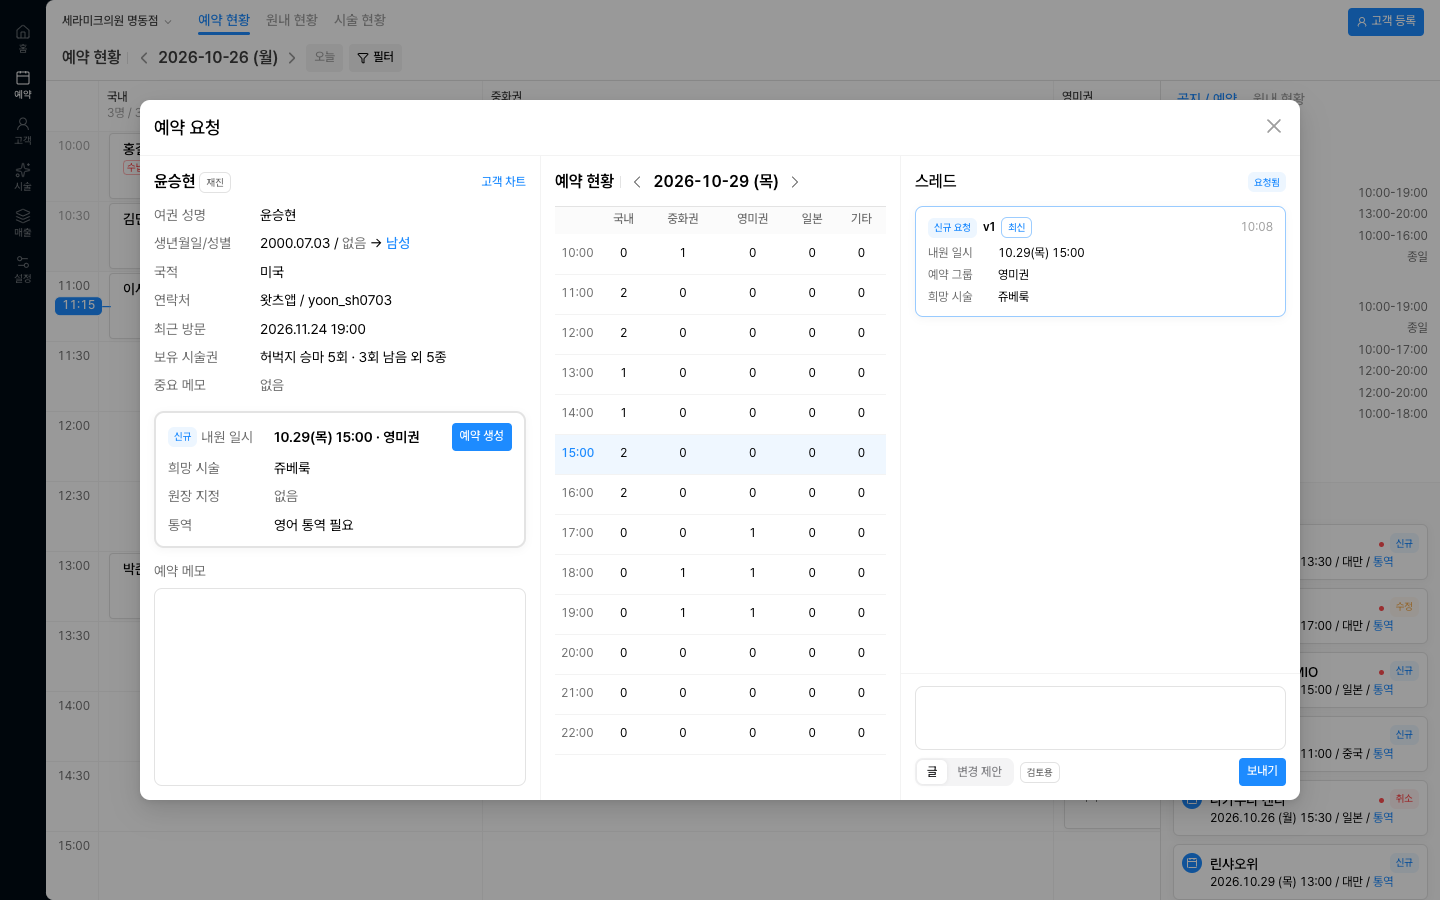 세라미크의원 명동점
예약 현황
원내 현황
시술 현황
고객 등록
예약 현황
2026-10-26 (월)
오늘
필터
홈
예약
고객
시술
매출
설정
국내
3명
중화권
영미권
10:00
10:30
11:00
11:15
11:30
12:00
12:30
13:00
13:30
14:00
14:30
15:00
예약 요청
윤승현
재진
고객 차트
여권 성명 윤승현
생년월일/성별 2000.07.03 / 없음 → 남성
국적 미국
연락처 왓츠앱 / yoon_sh0703
최근 방문 2026.11.24 19:00
보유 시술권 허벅지 승마 5회 · 3회 남음 외 5종
중요 메모 없음
신규 내원 일시 10.29(목) 15:00 · 영미권 예약 생성
희망 시술 쥬베룩
원장 지정 없음
통역 영어 통역 필요
예약 메모
예약 현황 2026-10-29 (목)
국내 중화권 영미권 일본 기타
10:00 0 1 0 0 0
11:00 2 0 0 0 0
12:00 2 0 0 0 0
13:00 1 0 0 0 0
14:00 1 0 0 0 0
15:00 2 0 0 0 0
16:00 2 0 0 0 0
17:00 0 0 1 0 0
18:00 0 1 1 0 0
19:00 0 1 1 0 0
20:00 0 0 0 0 0
21:00 0 0 0 0 0
22:00 0 0 0 0 0
스레드
요청됨
신규 요청 v1 최신 10:08
내원 일시 10.29(목) 15:00
예약 그룹 영미권
희망 시술 쥬베룩
글
변경 제안
검토용
보내기
10:00-19:00
13:00-20:00
10:00-16:00
종일
10:00-19:00
종일
10:00-17:00
12:00-20:00
12:00-20:00
10:00-18:00
신규
13:30 / 대만 / 통역
수정
17:00 / 대만 / 통역
신규
15:00 / 일본 / 통역
신규
11:00 / 중국 / 통역
취소
2026.10.26 (월) 15:30 / 일본 / 통역
린샤오위
신규
2026.10.29 (목) 13:00 / 대만 / 통역